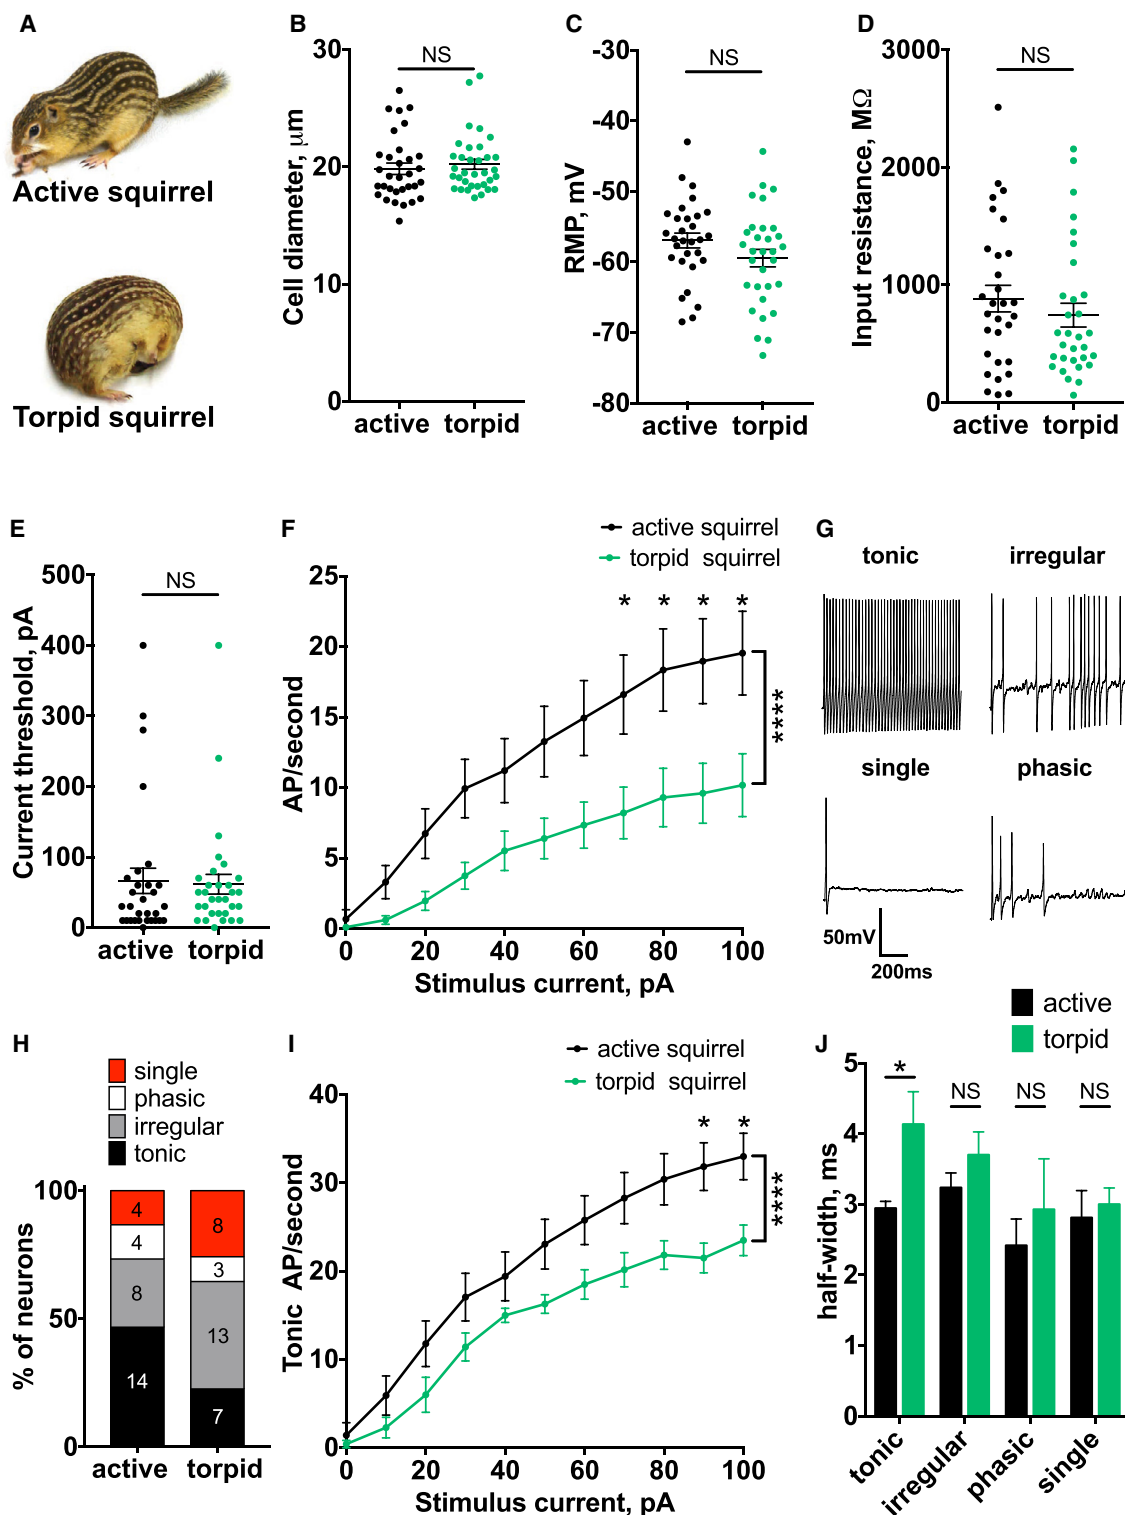 A
Active squirrel
Torpid squirrel
B
NS
Cell diameter, μm
30
20
10
0
active torpid
C
NS
RMP, mV
-30
-40
-50
-60
-70
-80
active torpid
D
NS
Input resistance, MΩ
3000
2000
1000
0
active torpid
E
NS
Current threshold, pA
500
400
300
200
100
0
active torpid
F
active squirrel
torpid squirrel
AP/second
25
20
15
10
5
0
* * * *
****
0 20 40 60 80 100
Stimulus current, pA
G
tonic irregular
single phasic
50mV
200ms
H
single
phasic
irregular
tonic
% of neurons
100
50
0
4
4
8
14
8
3
13
7
active torpid
I
active squirrel
torpid squirrel
Tonic AP/second
40
30
20
10
0
* *
****
0 20 40 60 80 100
Stimulus current, pA
J
active
torpid
half-width, ms
5
4
3
2
1
0
* NS NS NS
tonic
irregular
phasic
single